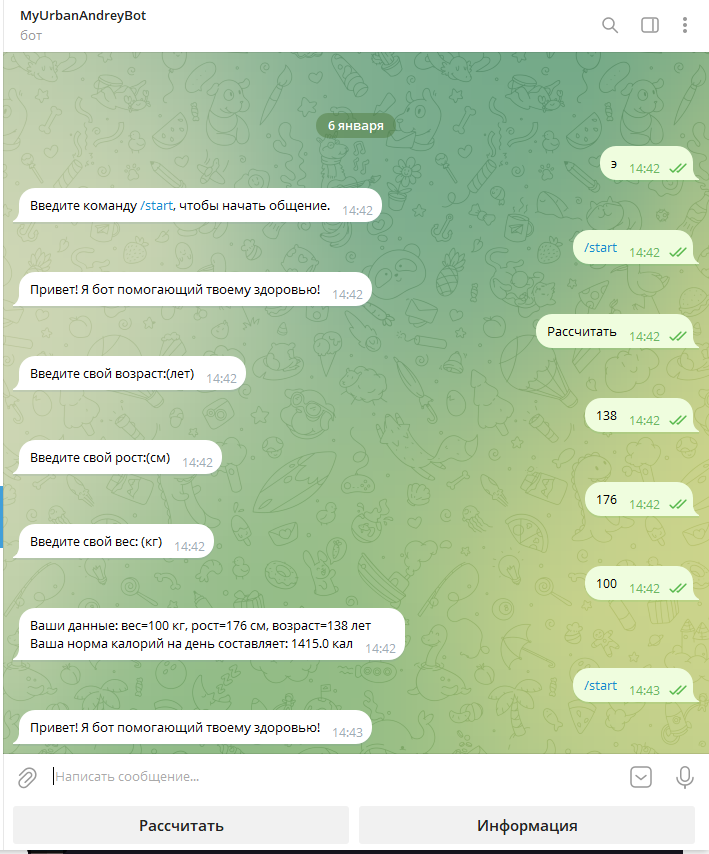 MyUrbanAndreyBot
бот
6 января
э 14:42
Введите команду /start, чтобы начать общение. 14:42
/start 14:42
Привет! Я бот помогающий твоему здоровью! 14:42
Рассчитать 14:42
Введите свой возраст:(лет) 14:42
138 14:42
Введите свой рост:(см) 14:42
176 14:42
Введите свой вес: (кг) 14:42
100 14:42
Ваши данные: вес=100 кг, рост=176 см, возраст=138 лет
Ваша норма калорий на день составляет: 1415.0 кал 14:42
/start 14:43
Привет! Я бот помогающий твоему здоровью! 14:43
Написать сообщение...
Рассчитать Информация